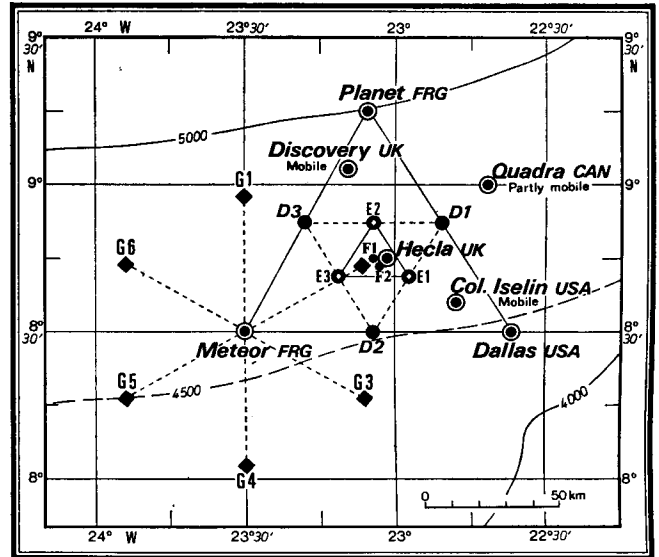 24° W 23°30' 23° 22°30'
9° 30' N
9° 30'
Planet FRG
5000
Discovery UK
Mobile
Quadra CAN
Partly mobile
9°
9°
G1
D3
E2
D1
G6
F1
Hecla UK
E3
F2
E1
Col. Iselin USA
Mobile
8° 30'
8° 30'
Meteor FRG
D2
Dallas USA
G5
4500
G3
4000
8°
8°
G4
0 50 km
24° W 23°30' 23° 22°30'